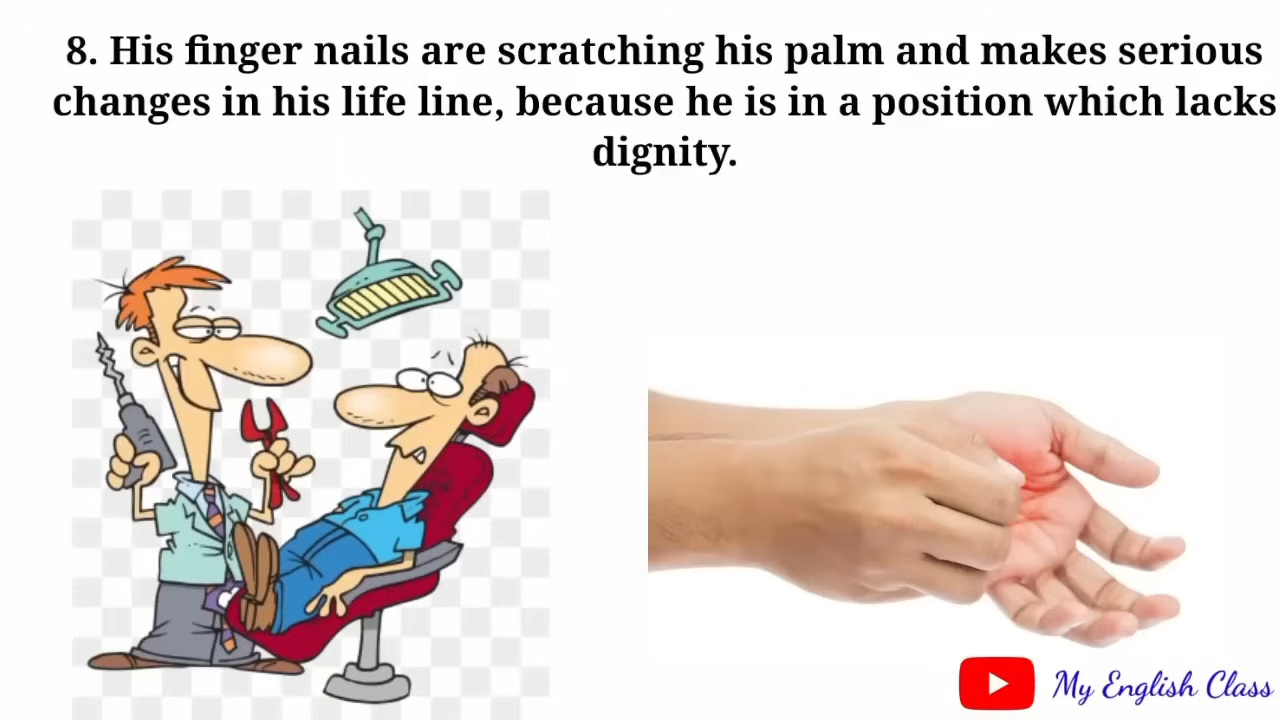 8. His finger nails are scratching his palm and makes serious
changes in his life line, because he is in a position which lacks
dignity.
My English Class